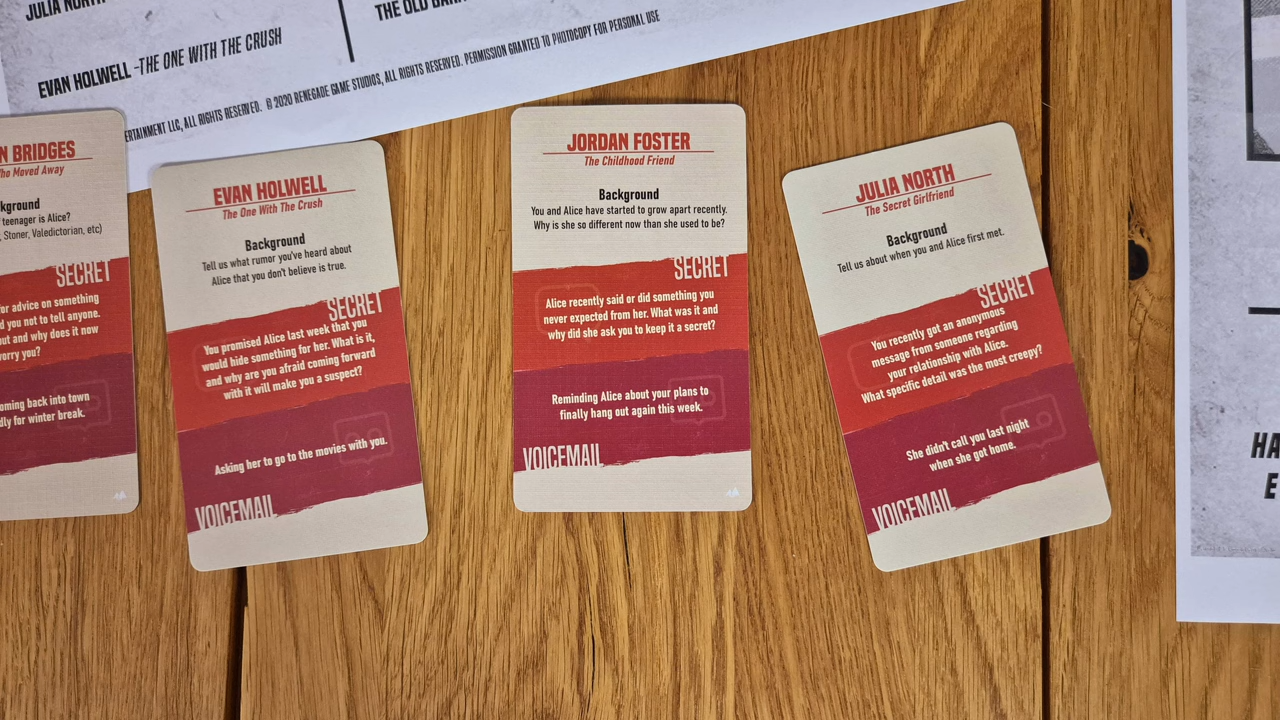 JULIA NORTH
THE OLD
EVAN HOLWELL -THE ONE WITH THE CRUSH
ERTAINMENT LLC, ALL RIGHTS RESERVED. © 2020 RENEGADE GAME STUDIOS, ALL RIGHTS RESERVED. PERMISSION GRANTED TO PHOTOCOPY FOR PERSONAL USE
N BRIDGES
ho Moved Away
kground
teenager is Alice?
, Stoner, Valedictorian, etc)
SECRET
for advice on something
d you not to tell anyone.
out and why does it now
orry you?
oming back into town
dly for winter break.
EVAN HOLWELL
The One With The Crush
Background
Tell us what rumor you've heard about
Alice that you don't believe is true.
SECRET
You promised Alice last week that you
would hide something for her. What is it,
and why are you afraid coming forward
with it will make you a suspect?
Asking her to go to the movies with you.
VOICEMAIL
JORDAN FOSTER
The Childhood Friend
Background
You and Alice have started to grow apart recently.
Why is she so different now than she used to be?
SECRET
Alice recently said or did something you
never expected from her. What was it and
why did she ask you to keep it a secret?
Reminding Alice about your plans to
finally hang out again this week.
VOICEMAIL
JULIA NORTH
The Secret Girlfriend
Background
Tell us about when you and Alice first met.
SECRET
You recently got an anonymous
message from someone regarding
your relationship with Alice.
What specific detail was the most creepy?
She didn't call you last night
when she got home.
VOICEMAIL
HA
E